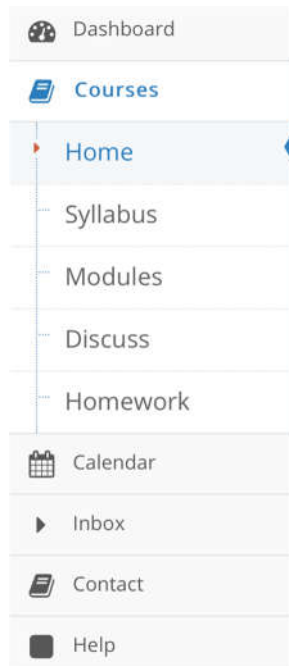 Dashboard
Courses
Home
Syllabus
Modules
Discuss
Homework
Calendar
Inbox
Contact
Help